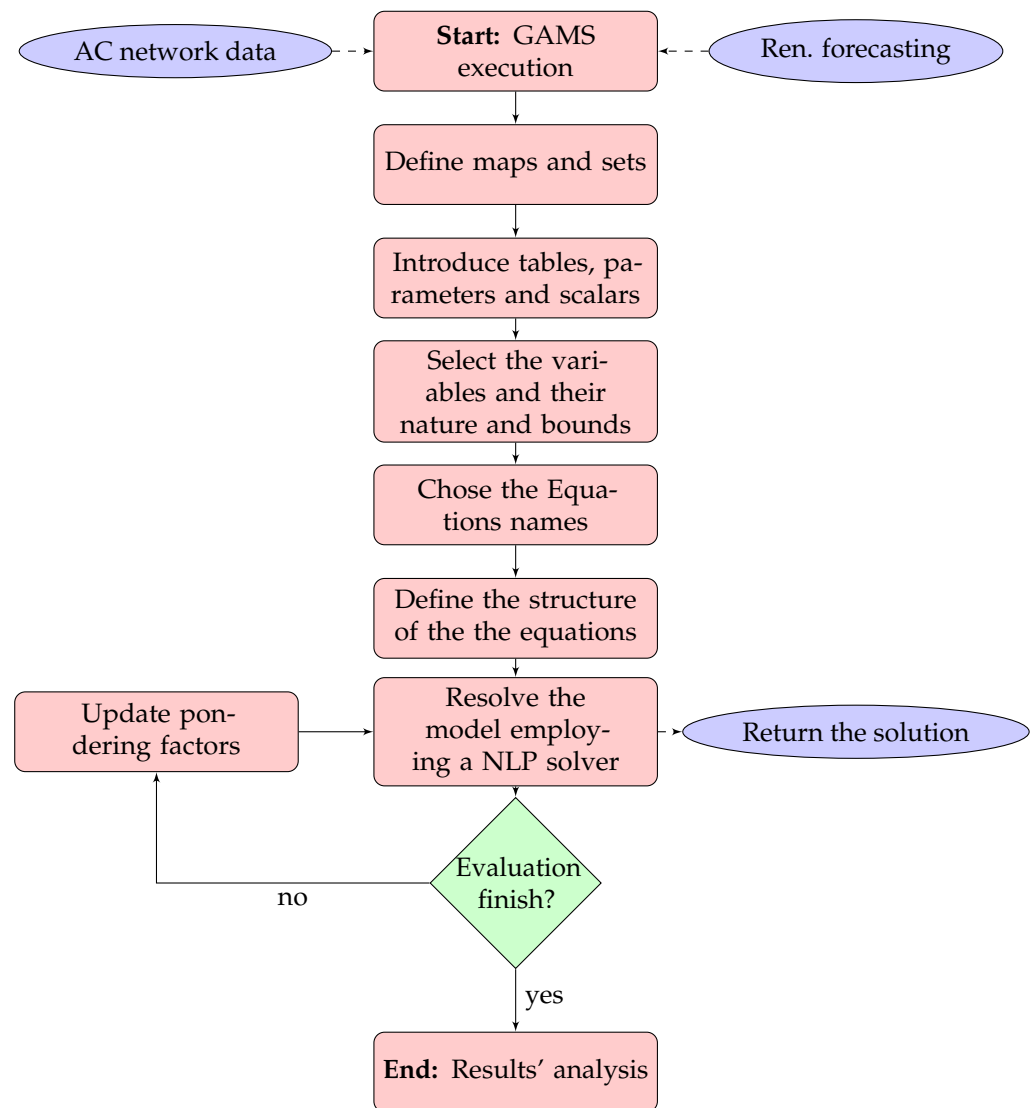 AC network data
Start: GAMS
execution
Ren. forecasting
Define maps and sets
Introduce tables, pa-
rameters and scalars
Select the vari-
ables and their
nature and bounds
Chose the Equa-
tions names
Define the structure
of the the equations
Update pon-
dering factors
Resolve the
model employ-
ing a NLP solver
Return the solution
Evaluation
finish?
no
yes
End: Results’ analysis